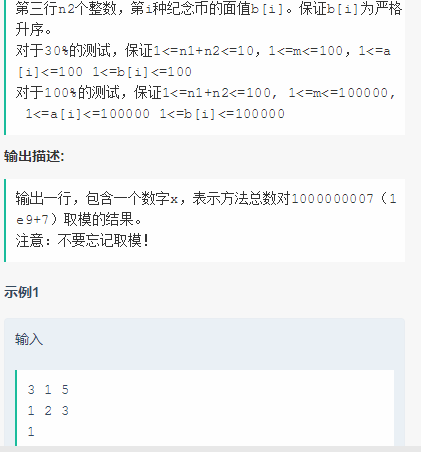 第三行n2个整数，第i种纪念币的面值b[i]。保证b[i]为严格
升序。
对于30%的测试，保证1<=n1+n2<=10，1<=m<=100，1<=a
[i]<=100 1<=b[i]<=100
对于100%的测试，保证1<=n1+n2<=100, 1<=m<=100000，
1<=a[i]<=100000 1<=b[i]<=100000
输出描述:
输出一行，包含一个数字x，表示方法总数对1000000007（1
e9+7）取模的结果。
注意：不要忘记取模！
示例1
输入
3 1 5
1 2 3
1